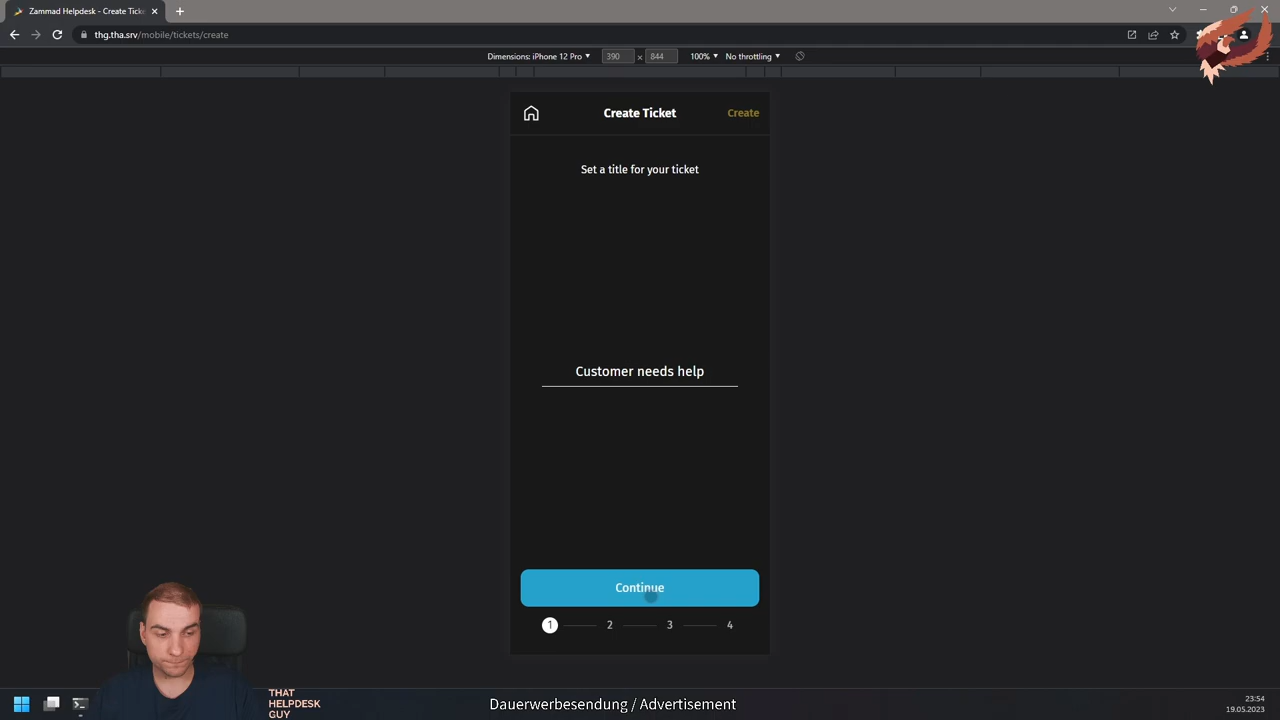 Zammad Helpdesk - Create Ticke
thg.tha.srv/mobile/tickets/create
Dimensions: iPhone 12 Pro
390 × 844
100%
No throttling
Create Ticket
Create
Set a title for your ticket
Customer needs help
Continue
1
2
3
4
THAT
HELPDESK
GUY
Dauerwerbesendung / Advertisement
23:54
19.05.2023